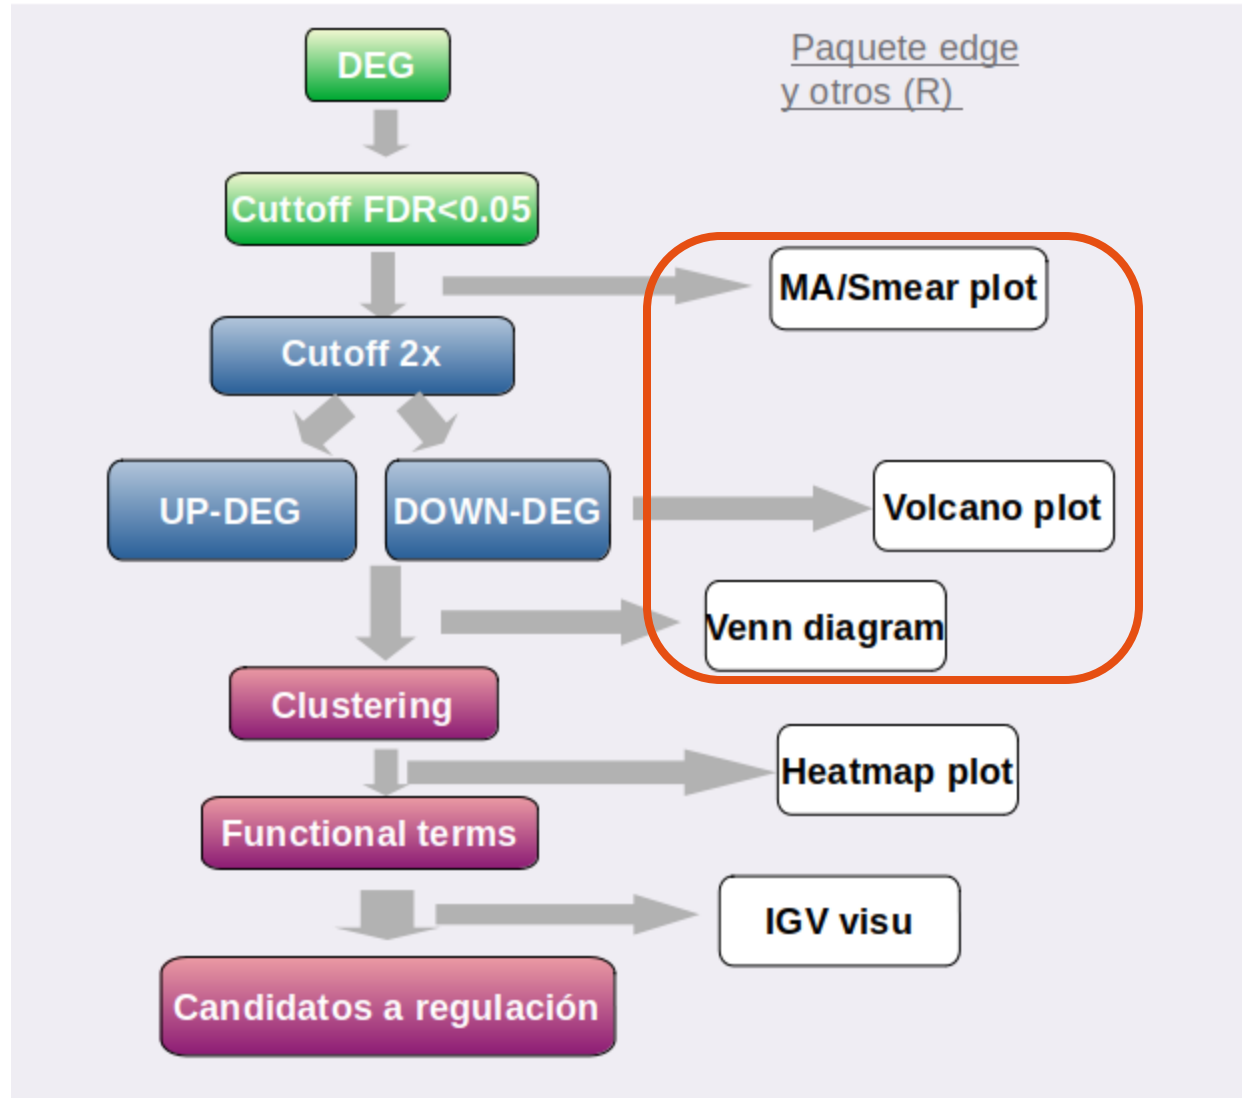 DEG
Paquete edge
y otros (R)
Cuttoff FDR<0.05
MA/Smear plot
Cutoff 2x
UP-DEG
DOWN-DEG
Volcano plot
Venn diagram
Clustering
Heatmap plot
Functional terms
IGV visu
Candidatos a regulación